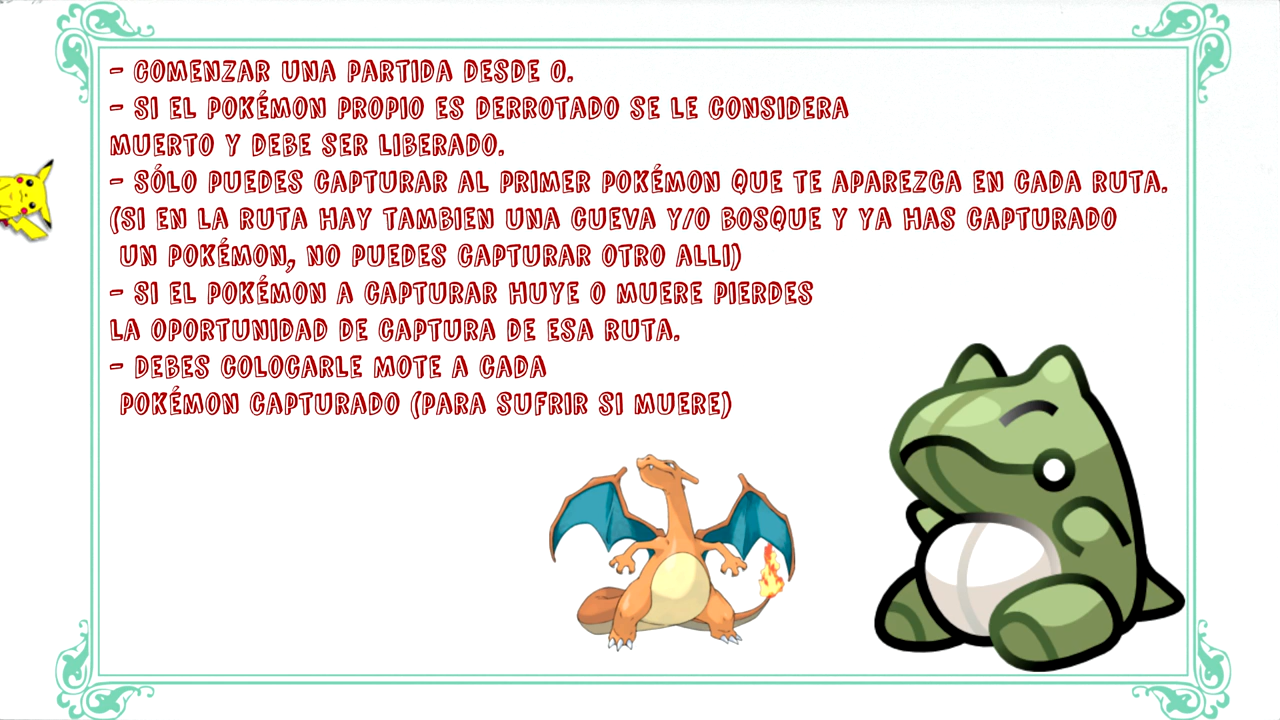 - COMENZAR UNA PARTIDA DESDE 0.
- SI EL POKÉMON PROPIO ES DERROTADO SE LE CONSIDERA
MUERTO Y DEBE SER LIBERADO.
- SÓLO PUEDES CAPTURAR AL PRIMER POKÉMON QUE TE APAREZCA EN CADA RUTA.
(SI EN LA RUTA HAY TAMBIEN UNA CUEVA Y/O BOSQUE Y YA HAS CAPTURADO
UN POKÉMON, NO PUEDES CAPTURAR OTRO ALLI)
- SI EL POKÉMON A CAPTURAR HUYE O MUERE PIERDES
LA OPORTUNIDAD DE CAPTURA DE ESA RUTA.
- DEBES COLOCARLE MOTE A CADA
POKÉMON CAPTURADO (PARA SUFRIR SI MUERE)